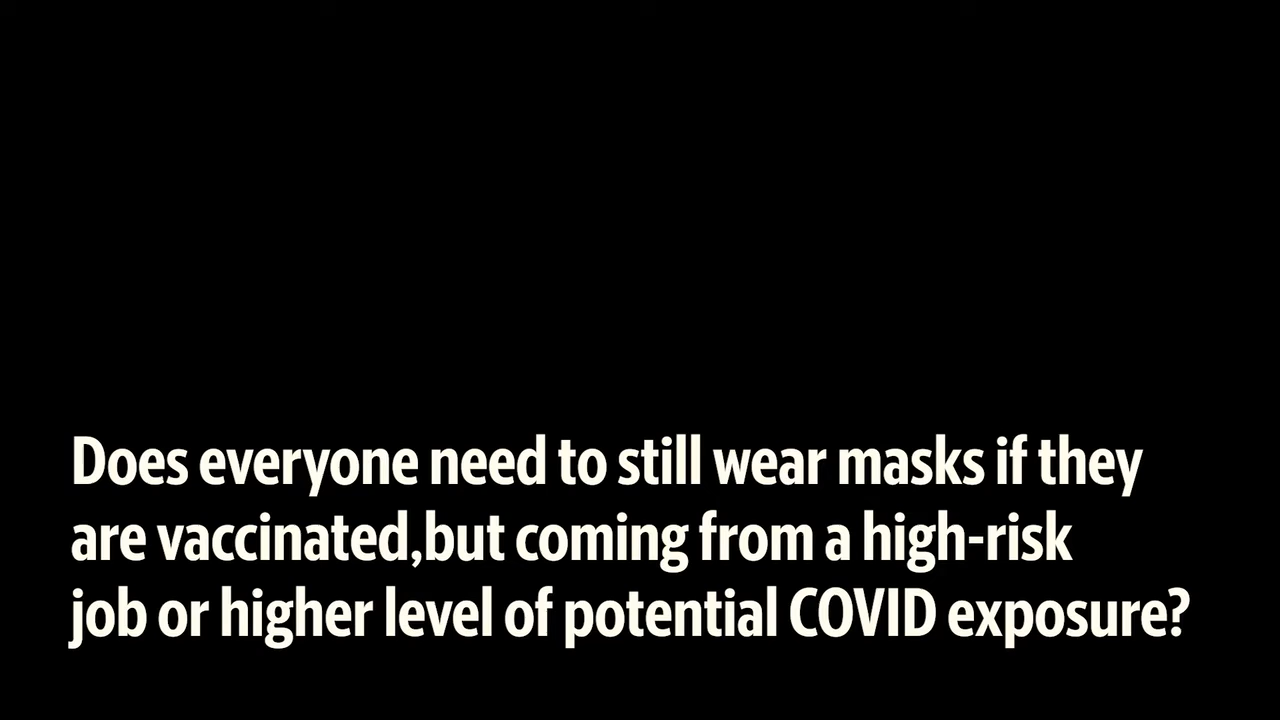 Does everyone need to still wear masks if they
are vaccinated,but coming from a high-risk
job or higher level of potential COVID exposure?